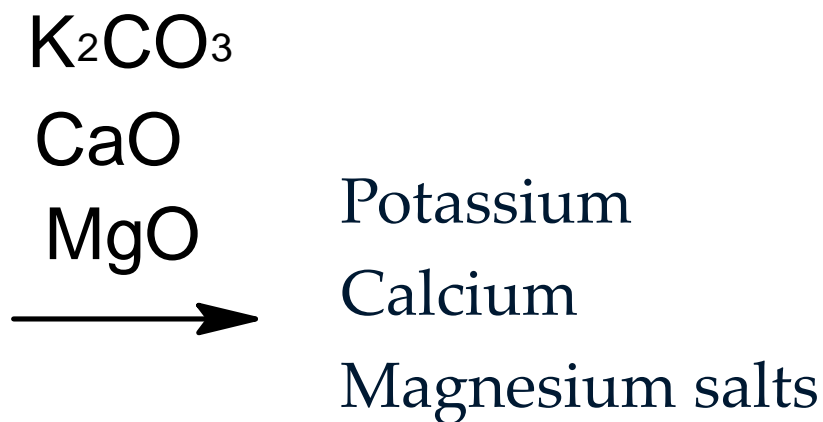 K2CO3
CaO
MgO
Potassium
Calcium
Magnesium salts